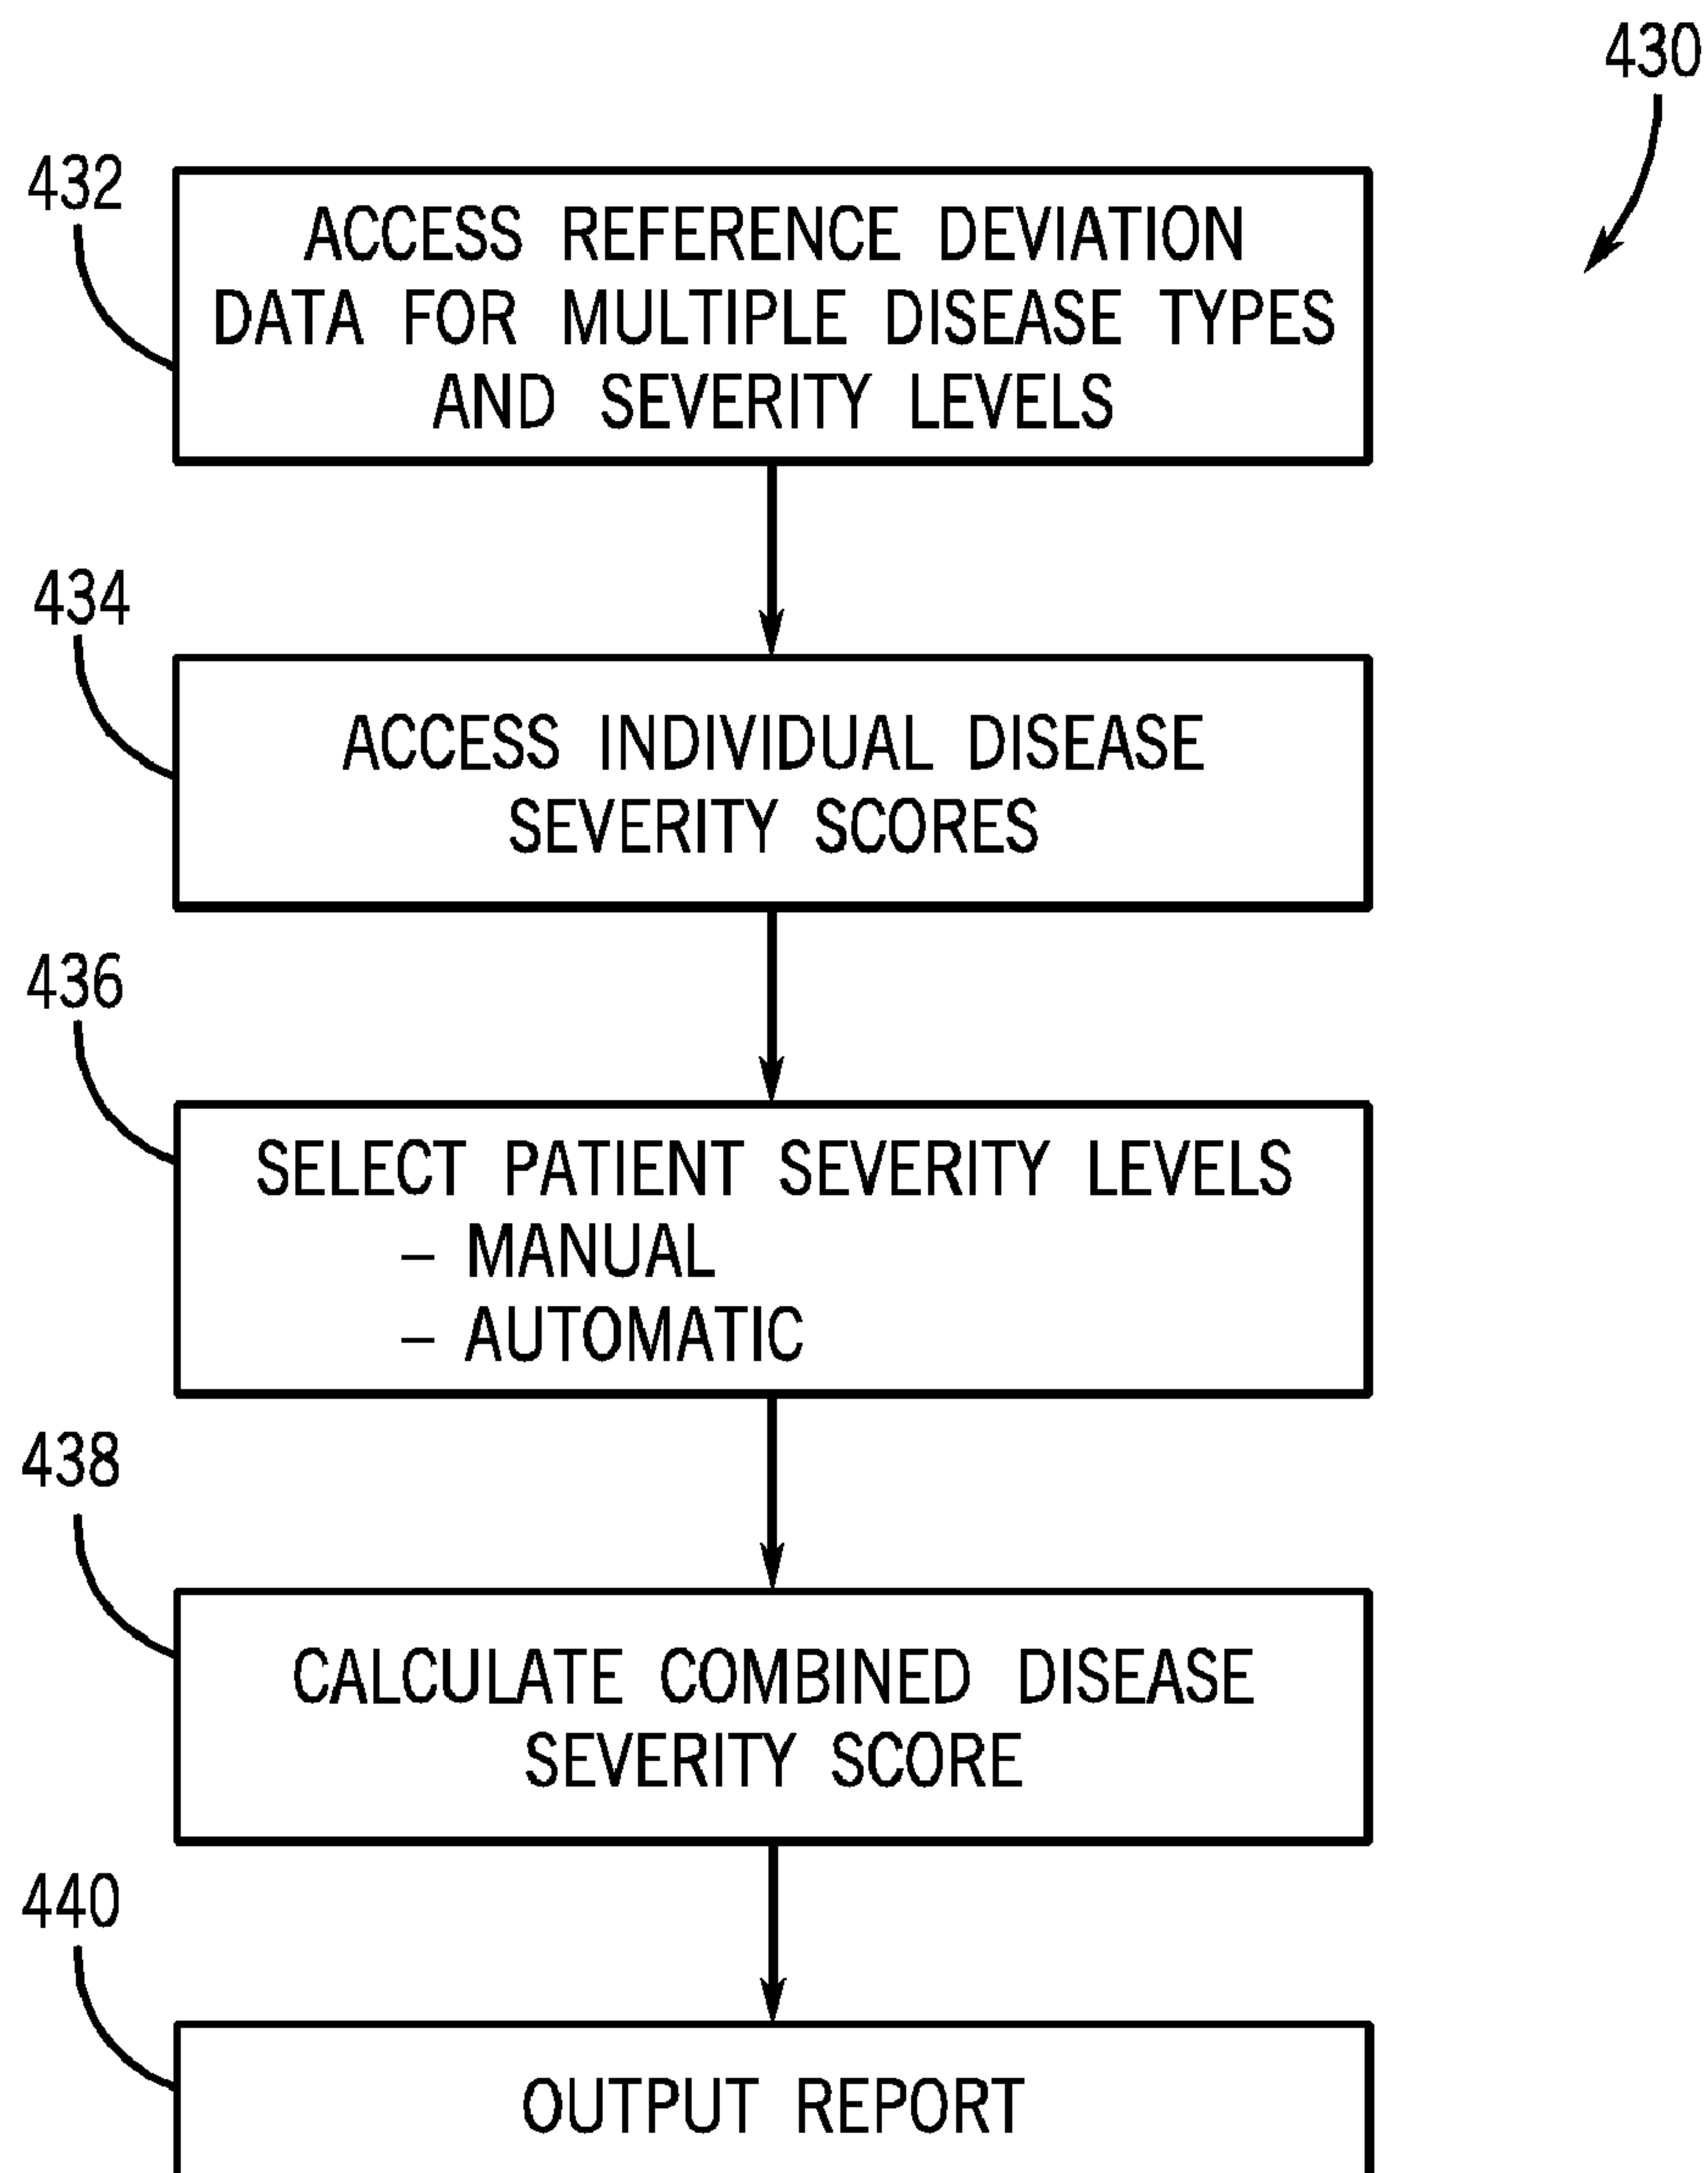 430
432
ACCESS REFERENCE DEVIATION
DATA FOR MULTIPLE DISEASE TYPES
AND SEVERITY LEVELS
434
ACCESS INDIVIDUAL DISEASE
SEVERITY SCORES
436
SELECT PATIENT SEVERITY LEVELS
– MANUAL
– AUTOMATIC
438
CALCULATE COMBINED DISEASE
SEVERITY SCORE
440
OUTPUT REPORT